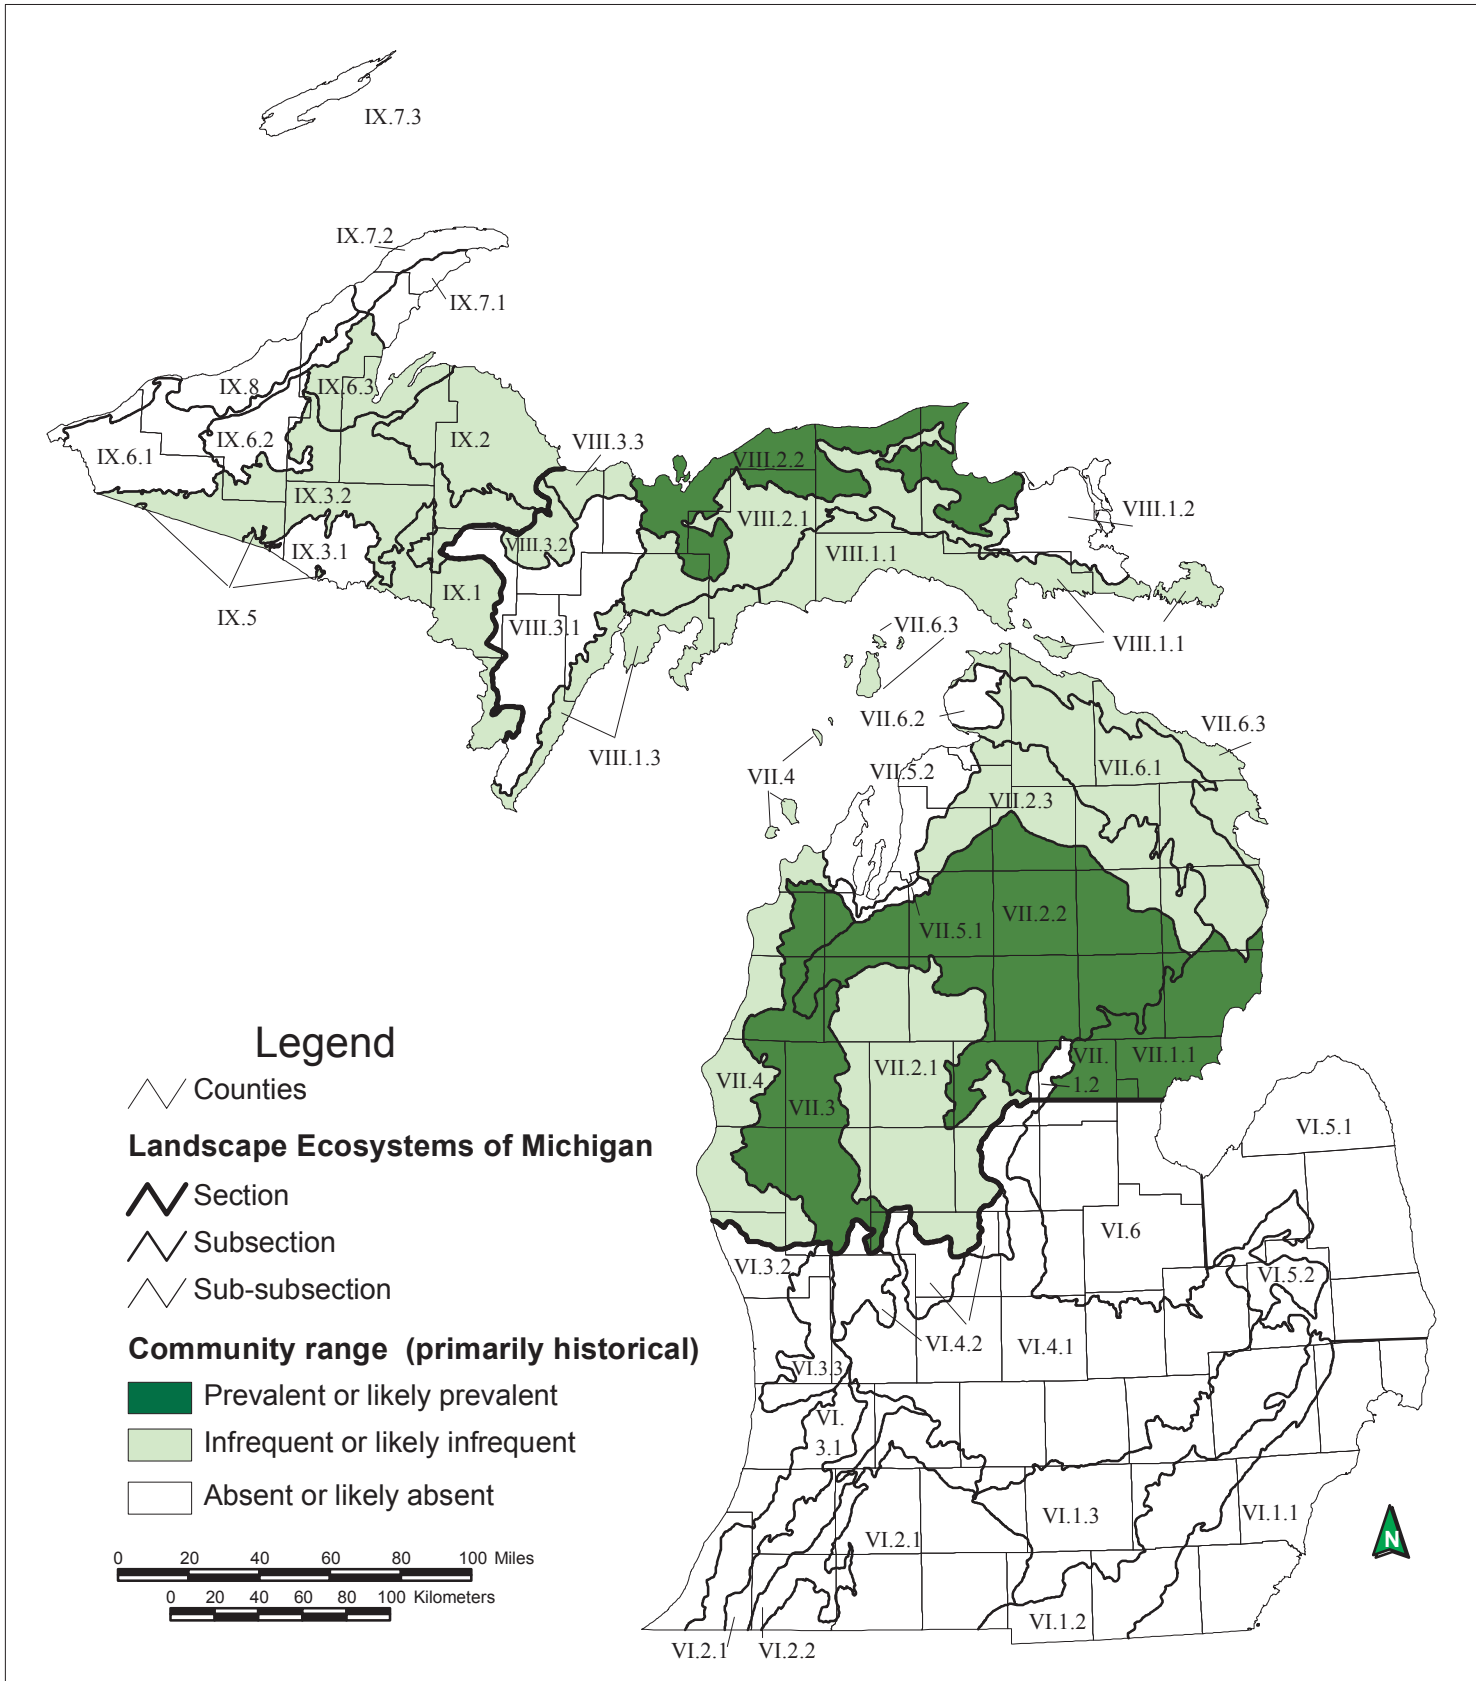 IX.7.3
IX.7.2
IX.7.1
IX.8
IX.6.3
IX.6.2
IX.6.1
IX.2
VIII.3.3
VIII.2.2
IX.3.2
VIII.2.1
VIII.1.2
IX.3.1
VIII.3.2
VIII.1.1
IX.1
IX.5
VIII.3.1
VII.6.3
VIII.1.1
VII.6.2
VII.6.3
VIII.1.3
VII.4
VII.5.2
VII.6.1
VII.2.3
VII.2.2
VII.5.1
Legend
Counties
Landscape Ecosystems of Michigan
Section
Subsection
Sub-subsection
Community range (primarily historical)
Prevalent or likely prevalent
Infrequent or likely infrequent
Absent or likely absent
0 20 40 60 80 100 Miles
0 20 40 60 80 100 Kilometers
VII.4
VII.3
VII.2.1
VII.
1.2
VII.1.1
VI.5.1
VI.6
VI.3.2
VI.5.2
VI.4.2
VI.4.1
VI.3.3
VI.
3.1
VI.1.3
VI.1.1
VI.2.1
VI.1.2
VI.2.1
VI.2.2
N